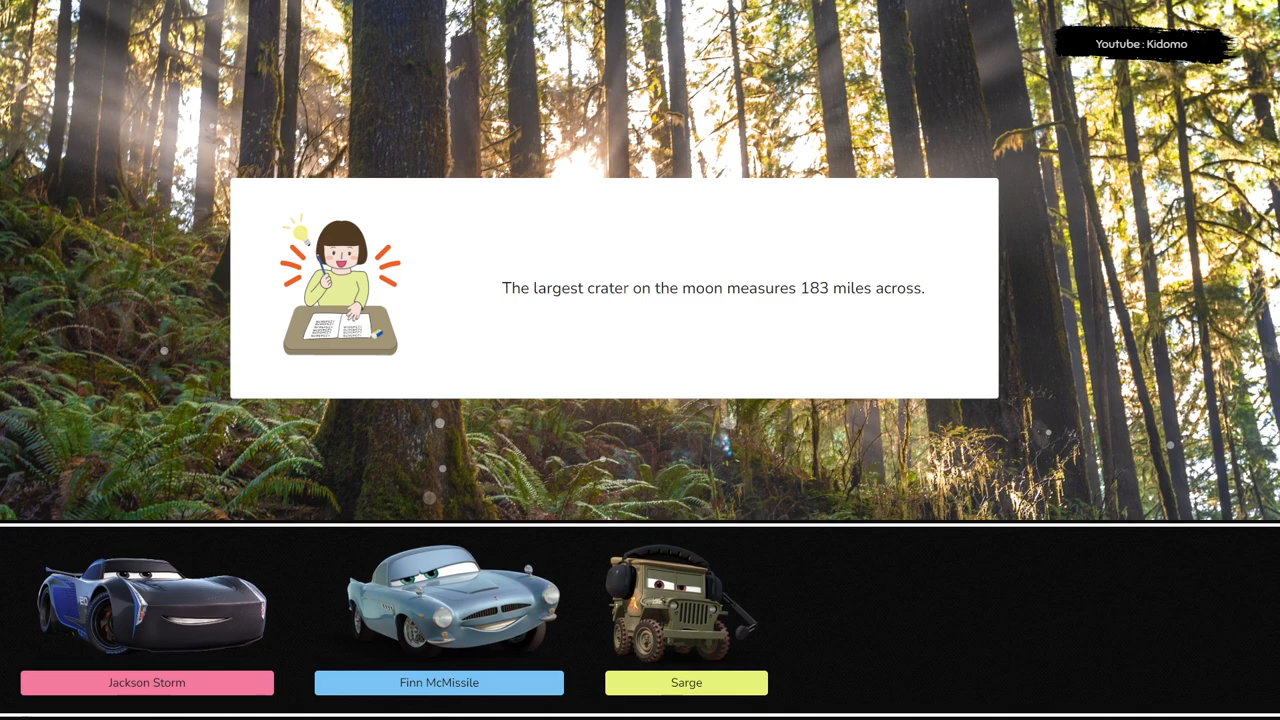 Youtube : Kidomo
The largest crater on the moon measures 183 miles across.
Jackson Storm
Finn McMissile
Sarge